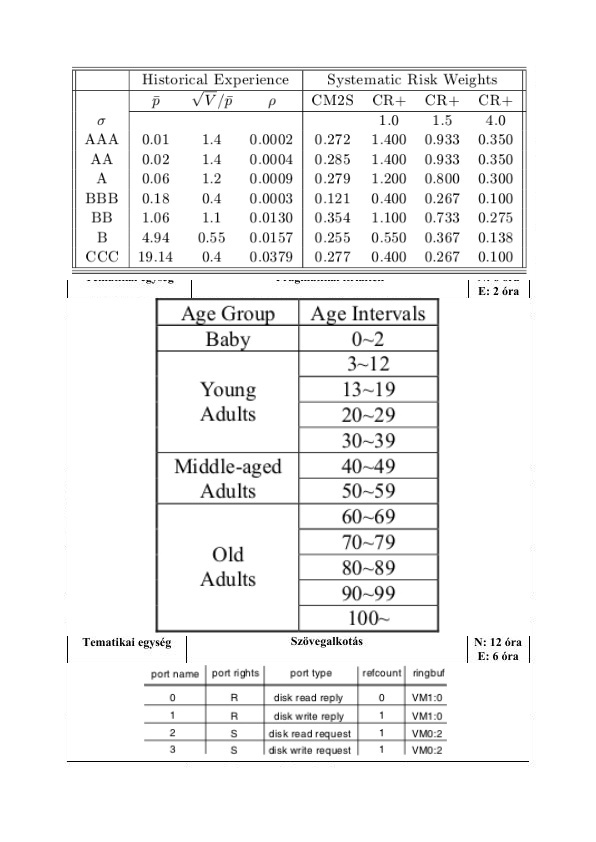 Historical Experience Systematic Risk Weights
p̄ √V/p̄ ρ CM2S CR+ CR+ CR+
σ 1.0 1.5 4.0
AAA 0.01 1.4 0.0002 0.272 1.400 0.933 0.350
AA 0.02 1.4 0.0004 0.285 1.400 0.933 0.350
A 0.06 1.2 0.0009 0.279 1.200 0.800 0.300
BBB 0.18 0.4 0.0003 0.121 0.400 0.267 0.100
BB 1.06 1.1 0.0130 0.354 1.100 0.733 0.275
B 4.94 0.55 0.0157 0.255 0.550 0.367 0.138
CCC 19.14 0.4 0.0379 0.277 0.400 0.267 0.100
Tematikai egység
E: 2 óra
Age Group Age Intervals
Baby 0~2
3~12
Young 13~19
Adults 20~29
30~39
Middle-aged 40~49
Adults 50~59
60~69
70~79
Old 80~89
Adults 90~99
100~
Tematikai egység Szövegalkotás N: 12 óra
E: 6 óra
port name port rights port type refcount ringbuf
0 R disk read reply 0 VM1:0
1 R disk write reply 1 VM1:0
2 S disk read request 1 VM0:2
3 S disk write request 1 VM0:2